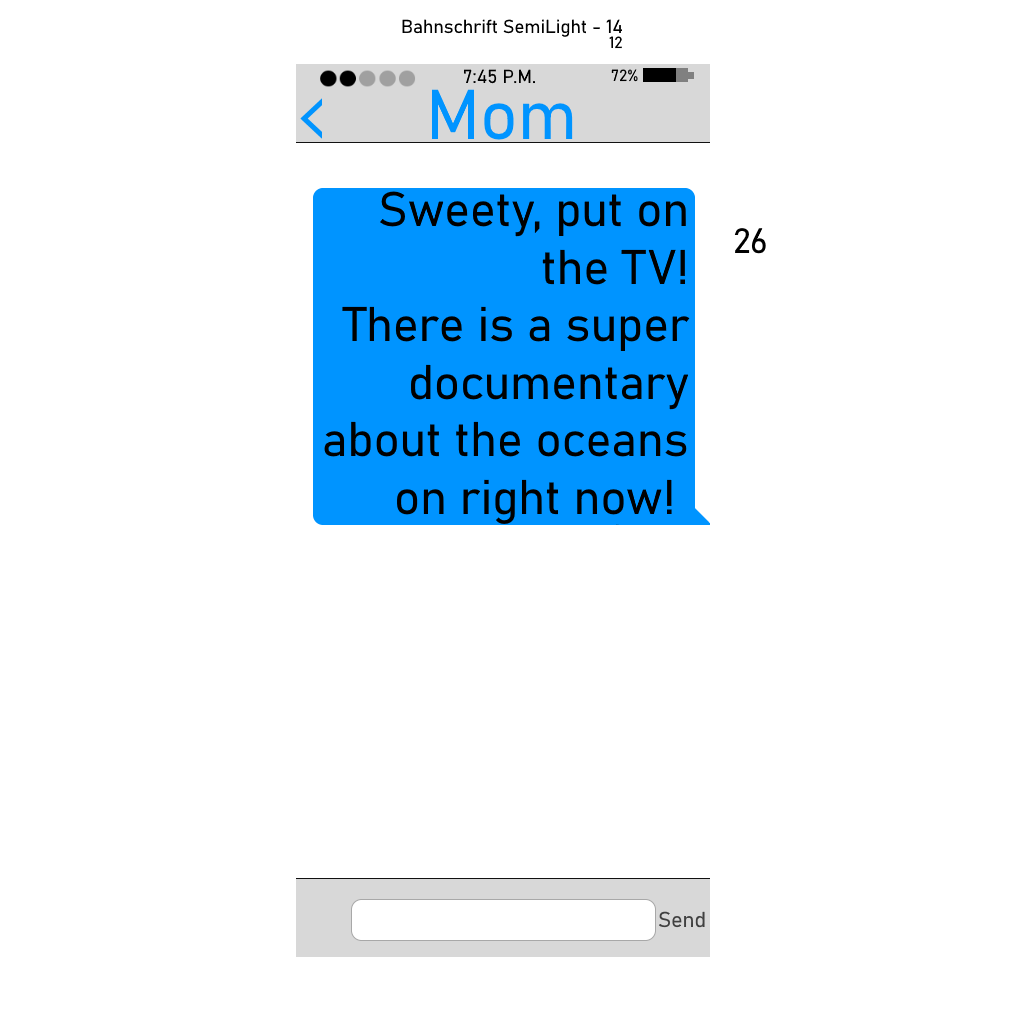 Bahnschrift SemiLight - 14
12
7:45 P.M.
72%
Mom
Sweety, put on
the TV!
There is a super
documentary
about the oceans
on right now!
26
Send